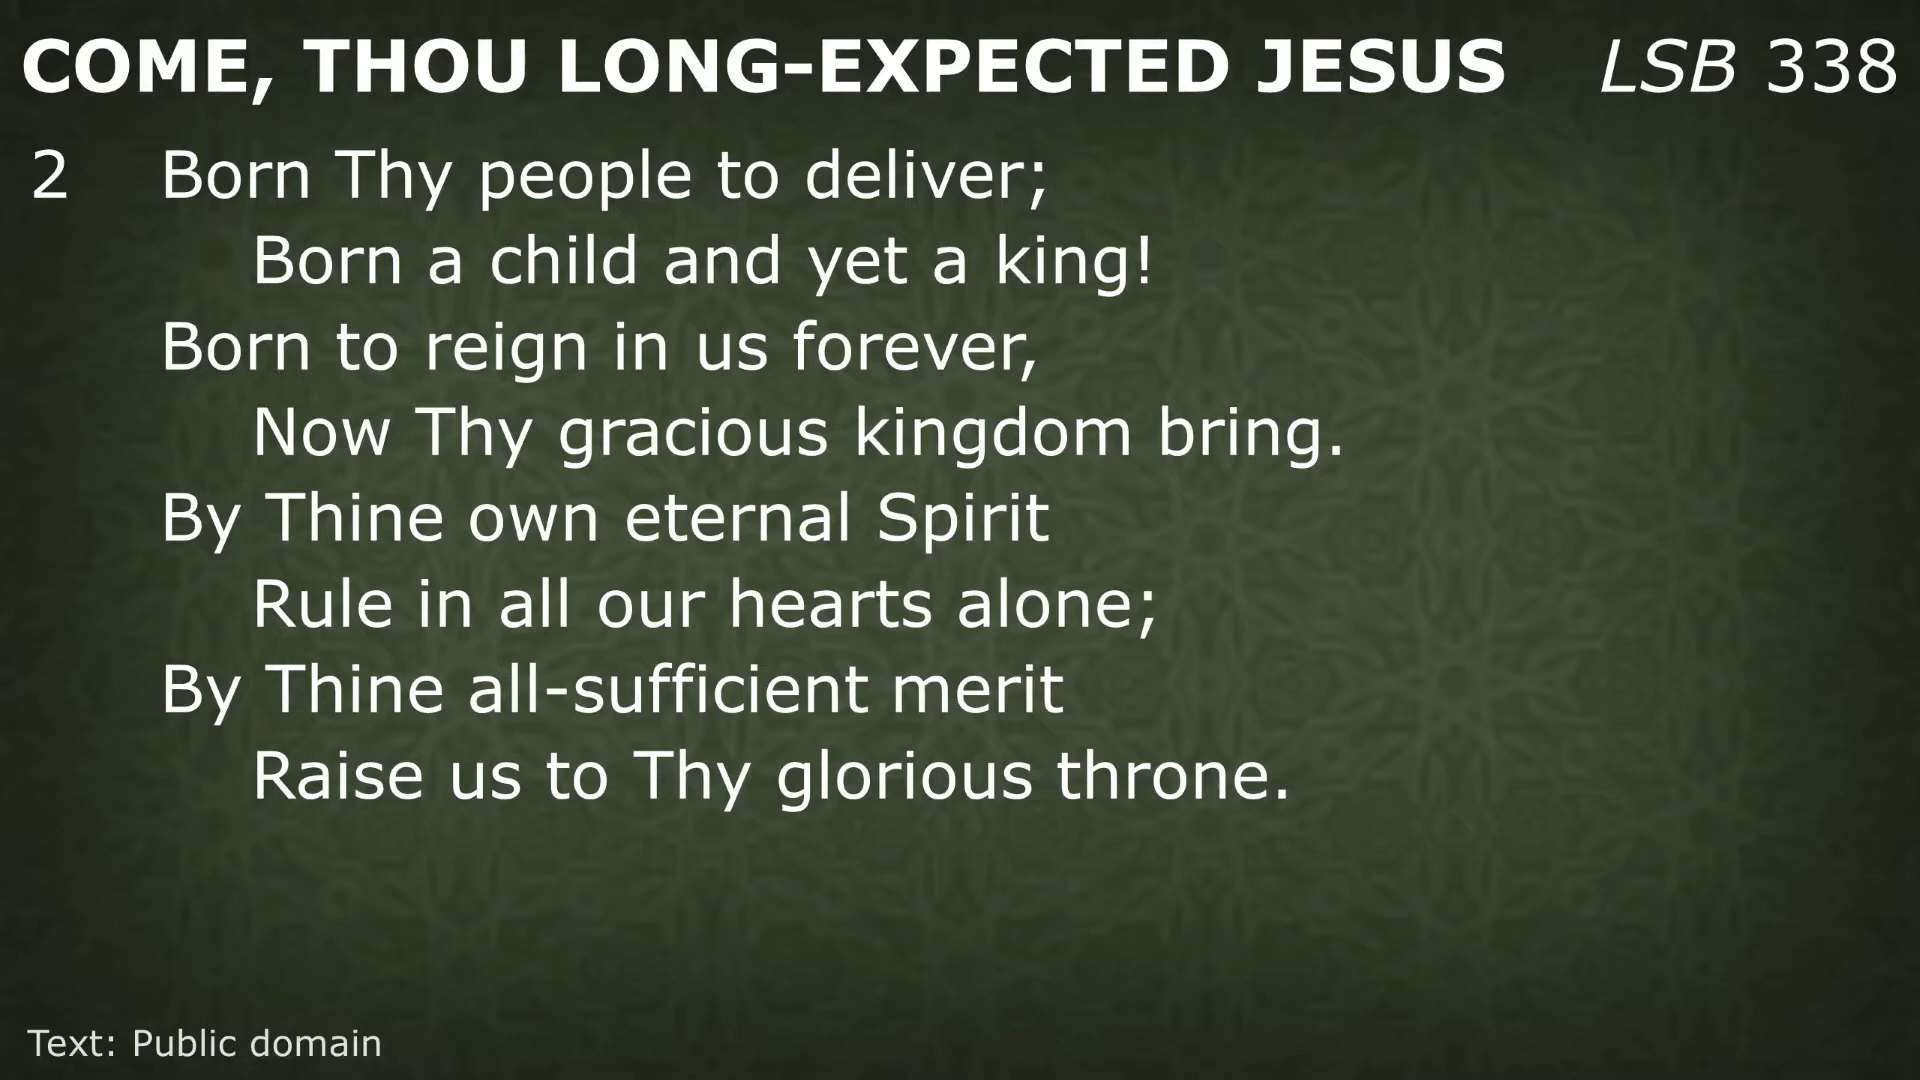 COME, THOU LONG-EXPECTED JESUS LSB 338
2 Born Thy people to deliver;
Born a child and yet a king!
Born to reign in us forever,
Now Thy gracious kingdom bring.
By Thine own eternal Spirit
Rule in all our hearts alone;
By Thine all-sufficient merit
Raise us to Thy glorious throne.
Text: Public domain